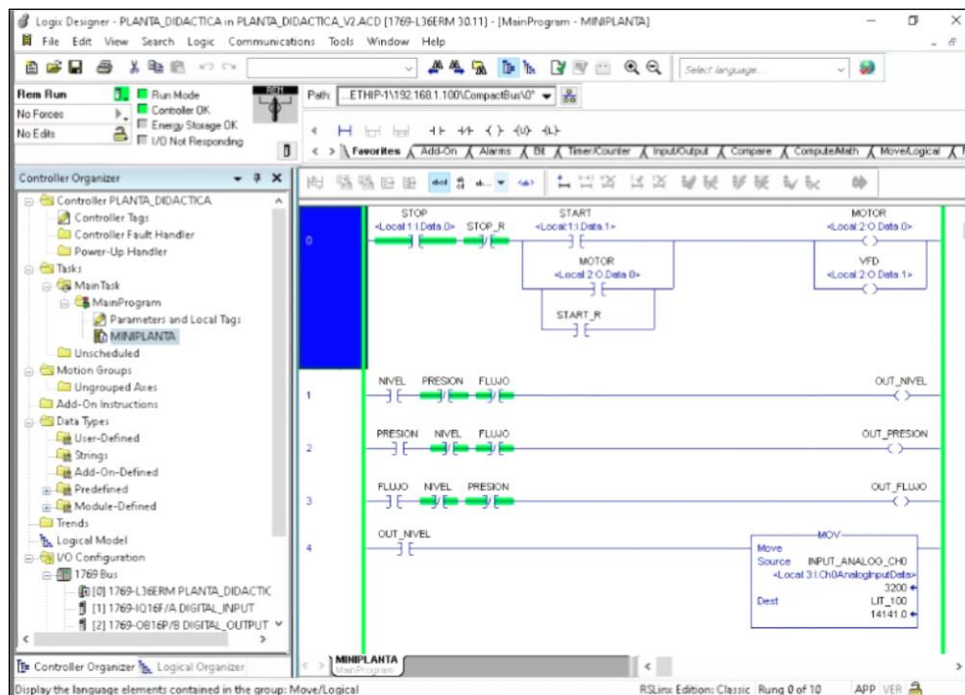 Logix Designer - PLANTA_DIDACTICA in PLANTA_DIDACTICA_V2.ACD [1769-L36ERM 30.11] - [MainProgram - MINIPLANTA]
File Edit View Search Logic Communications Tools Window Help
Select language...
Rem Run
Run Mode
No Forces
Controller OK
Energy Storage OK
No Edits
I/O Not Responding
REM
Path: ...ETHIP-1\192.168.1.100\CompactBus\0*
Favorites Add-On Alarms Bit Timer/Counter Input/Output Compare Compute/Math Move/Logical
Controller Organizer
Controller PLANTA_DIDACTICA
Controller Tags
Controller Fault Handler
Power-Up Handler
Tasks
MainTask
MainProgram
Parameters and Local Tags
MINIPLANTA
Unscheduled
Motion Groups
Ungrouped Axes
Add-On Instructions
Data Types
User-Defined
Strings
Add-On-Defined
Predefined
Module-Defined
Trends
Logical Model
I/O Configuration
1769 Bus
[0] 1769-L36ERM PLANTA_DIDACTIC
[1] 1769-IQ16F/A DIGITAL_INPUT
[2] 1769-OB16P/B DIGITAL_OUTPUT
Controller Organizer Logical Organizer
0
STOP START MOTOR
<Local:1:I.Data.0> STOP_R <Local:1:I.Data.1> <Local:2:O.Data.0>
MOTOR VFD
<Local:2:O.Data.0> <Local:2:O.Data.1>
START_R
1
NIVEL PRESION FLUJO OUT_NIVEL
2
PRESION NIVEL FLUJO OUT_PRESION
3
FLUJO NIVEL PRESION OUT_FLUJO
4
OUT_NIVEL
MOV
Move
Source INPUT_ANALOG_CH0
<Local:3:I.Ch0AnalogInputData>
3200
Dest LIT_100
14141.0
MINIPLANTA
MainProgram
Display the language elements contained in the group: Move/Logical
RSLinx Edition: Classic Rung 0 of 10 APP VER